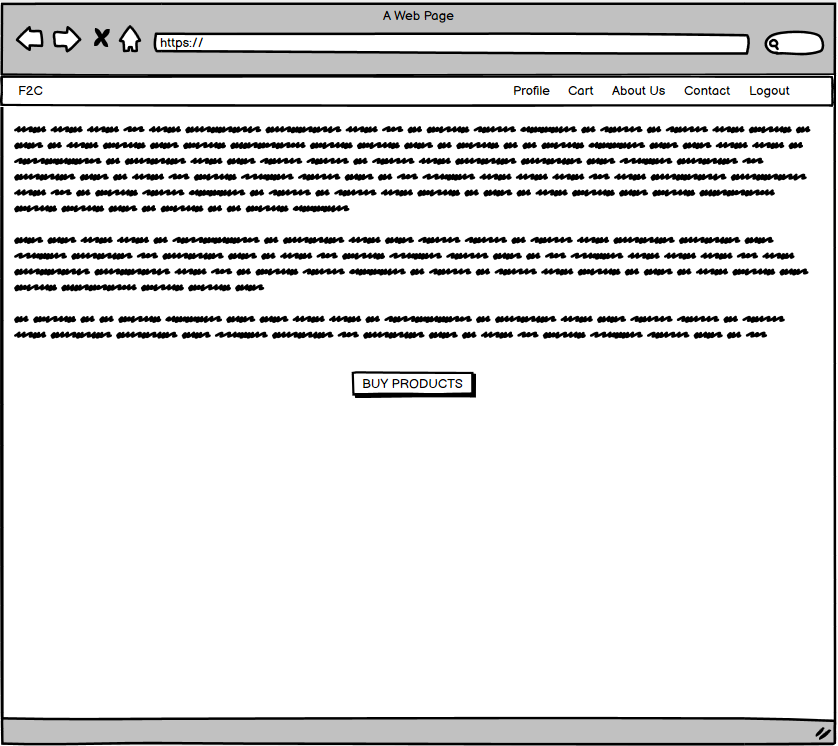 A Web Page
https://
F2C Profile Cart About Us Contact Logout
BUY PRODUCTS